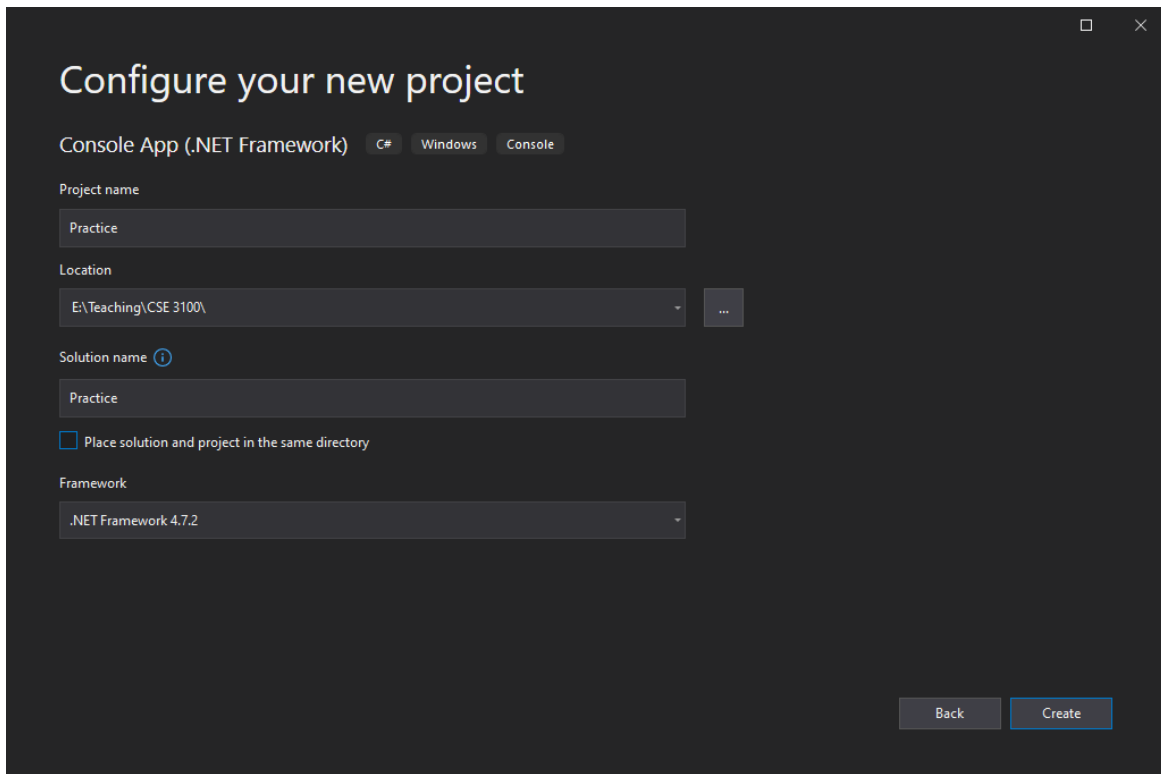 Configure your new project
Console App (.NET Framework) C# Windows Console
Project name
Practice
Location
E:\Teaching\CSE 3100\
...
Solution name
Practice
Place solution and project in the same directory
Framework
.NET Framework 4.7.2
Back Create